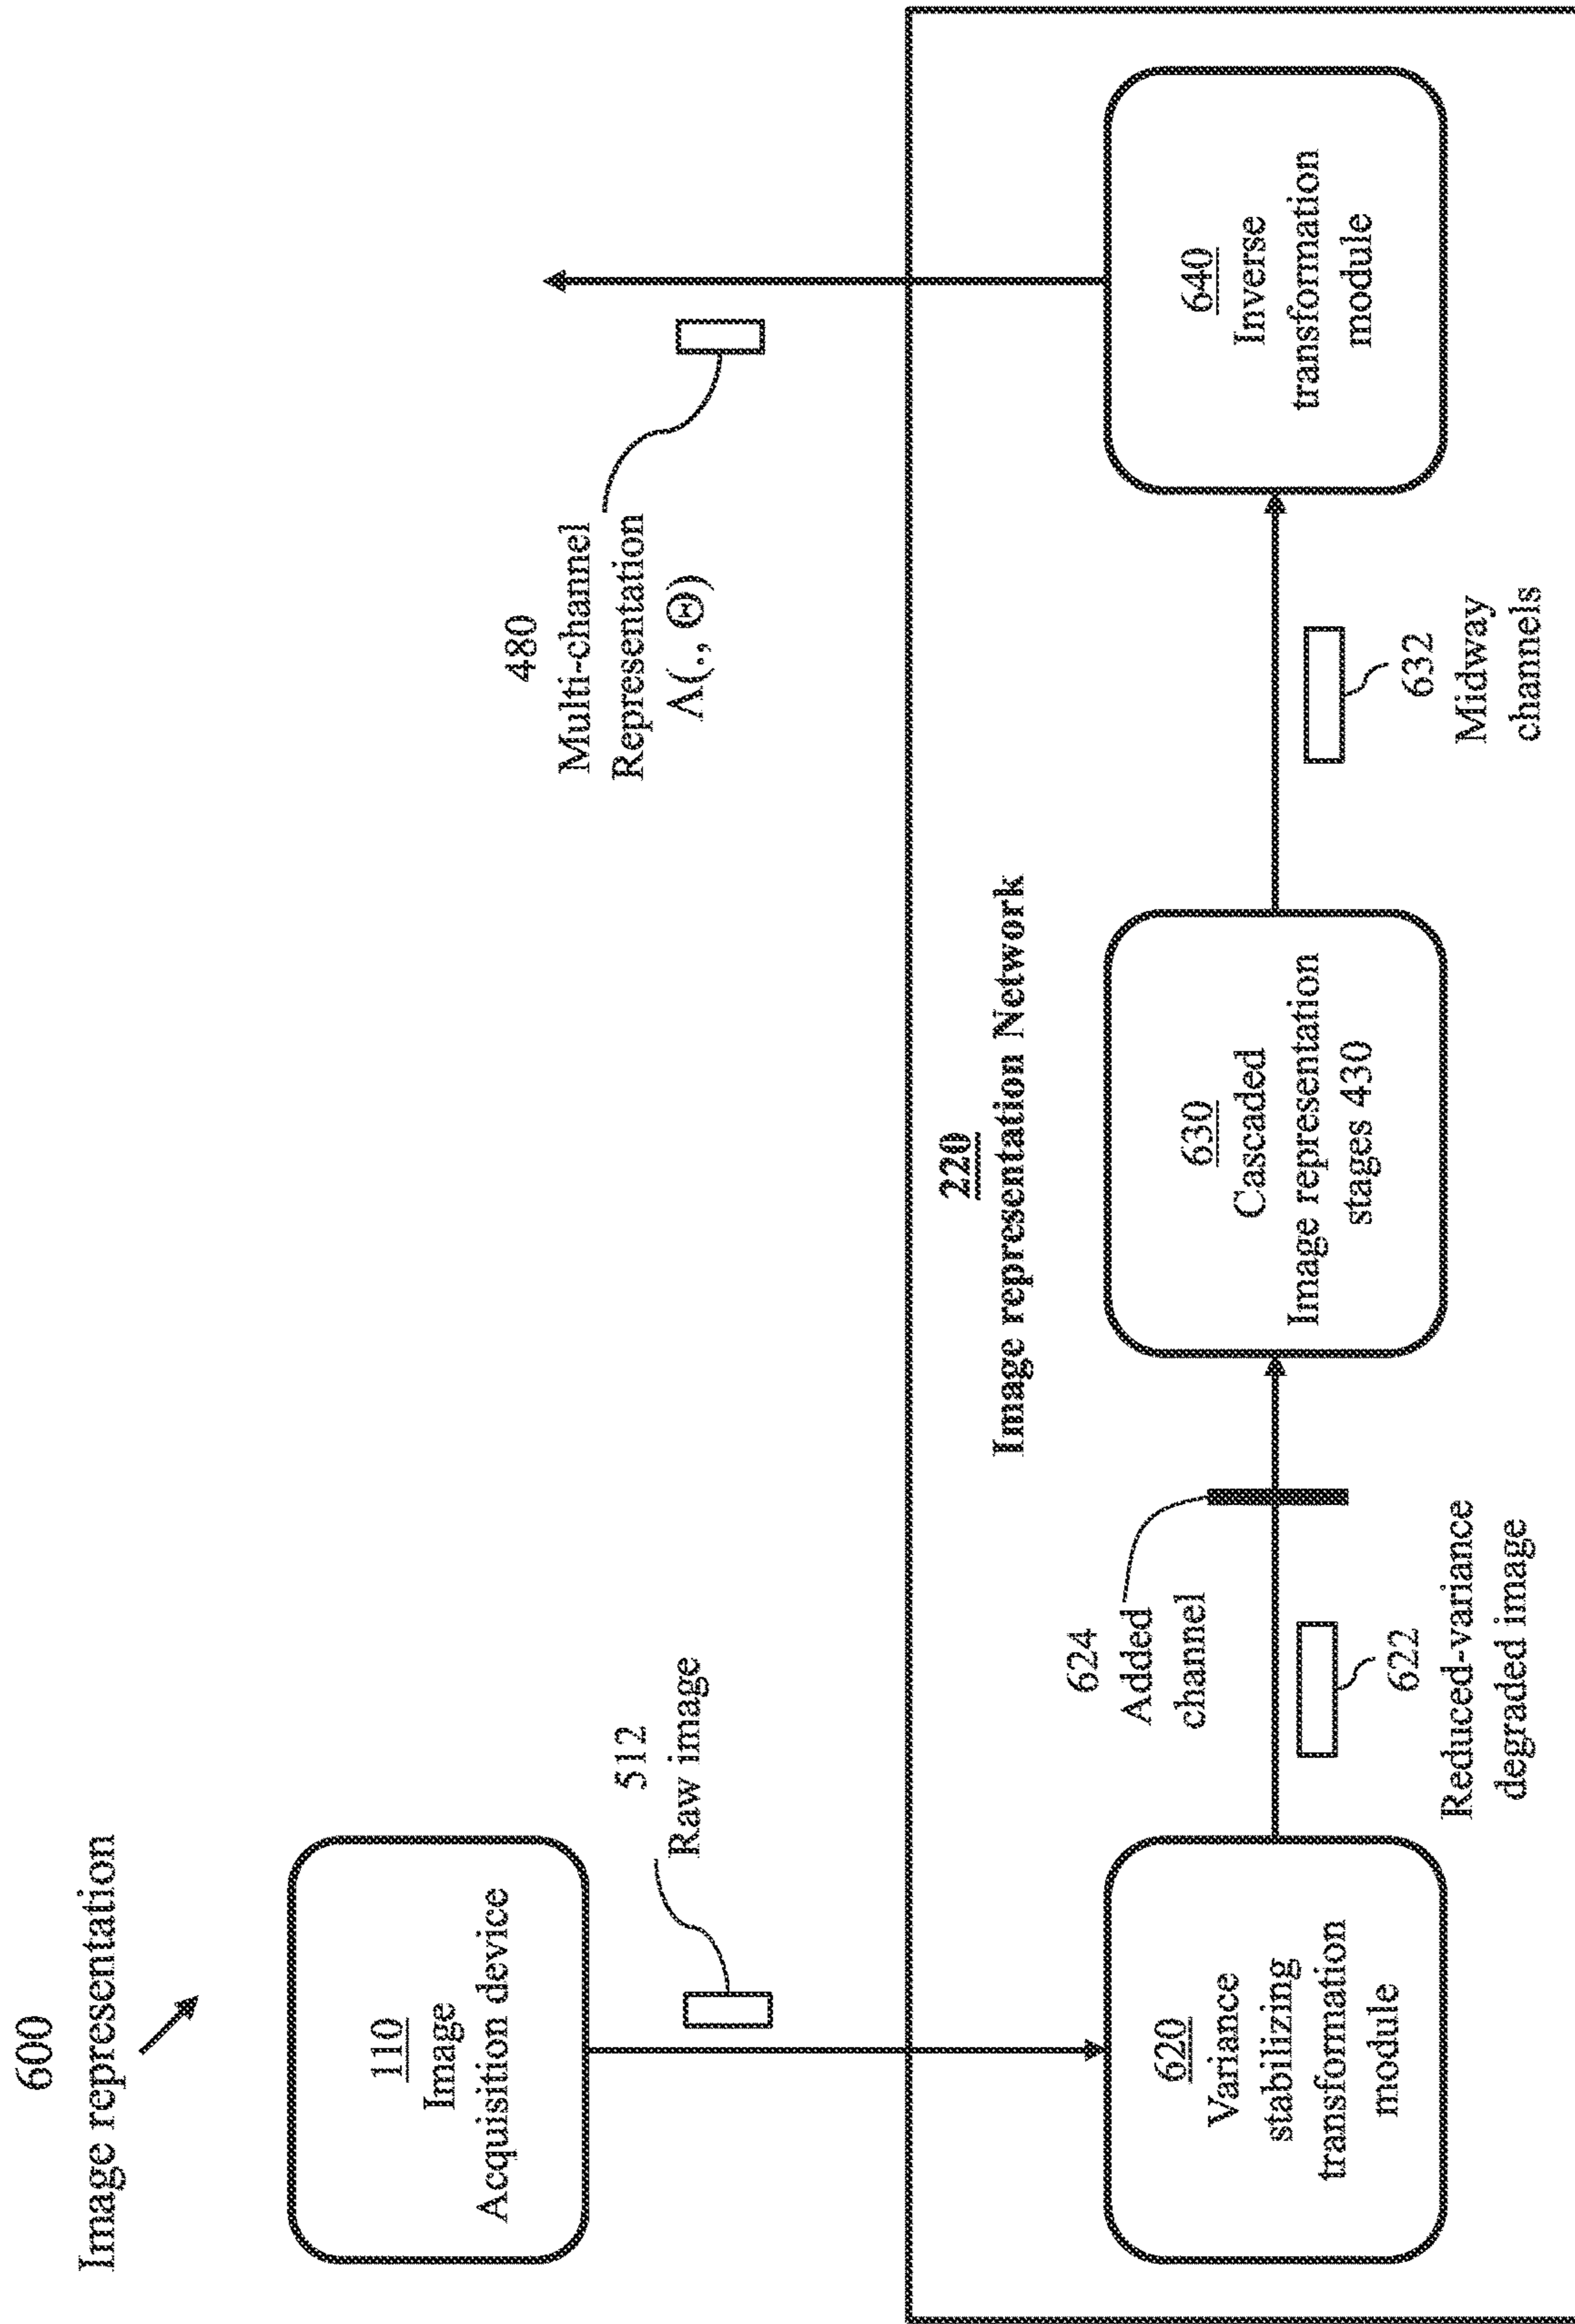 600
Image representation
110
Image
Acquisition device
512
Raw image
480
Multi-channel
Representation
Λ(., Θ)
220
Image representation Network
620
Variance
stabilizing
transformation
module
624
Added
channel
622
Reduced-variance
degraded image
630
Cascaded
Image representation
stages 430
632
Midway
channels
640
Inverse
transformation
module